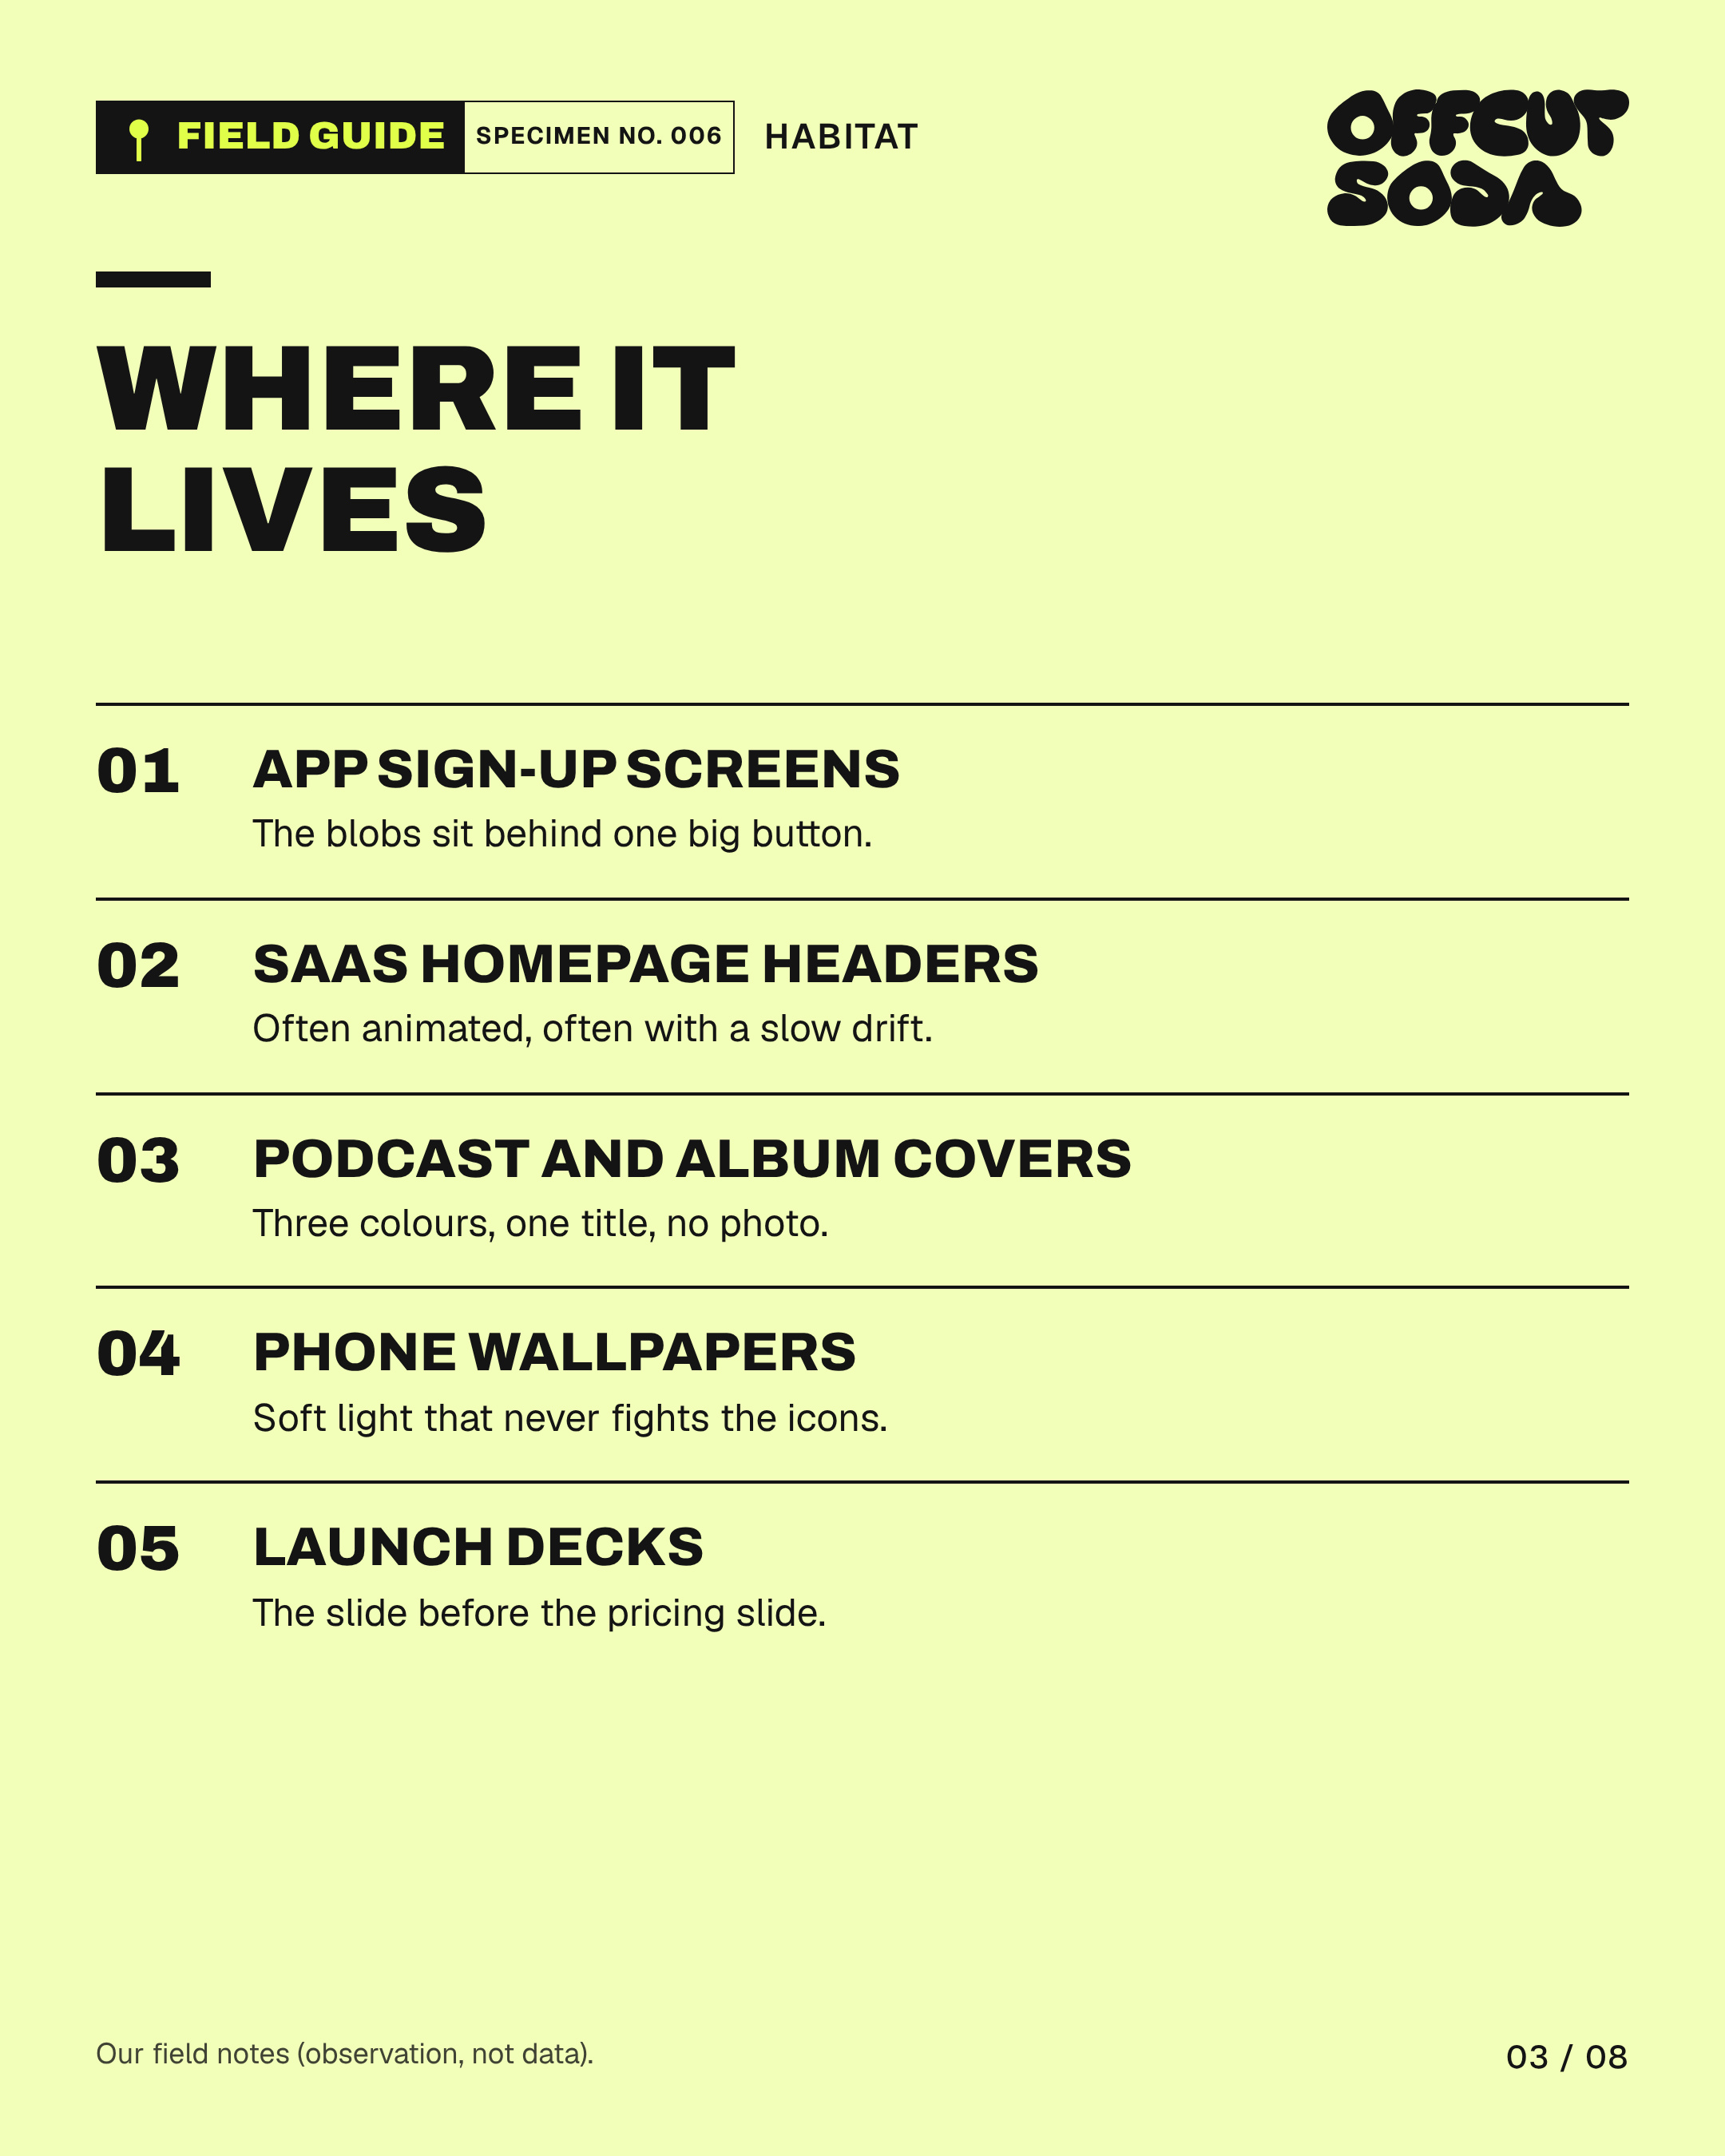 FIELD GUIDE SPECIMEN NO. 006 HABITAT
OFFCUT
SODA
WHERE IT
LIVES
01 APP SIGN-UP SCREENS
The blobs sit behind one big button.
02 SAAS HOMEPAGE HEADERS
Often animated, often with a slow drift.
03 PODCAST AND ALBUM COVERS
Three colours, one title, no photo.
04 PHONE WALLPAPERS
Soft light that never fights the icons.
05 LAUNCH DECKS
The slide before the pricing slide.
Our field notes (observation, not data).
03 / 08